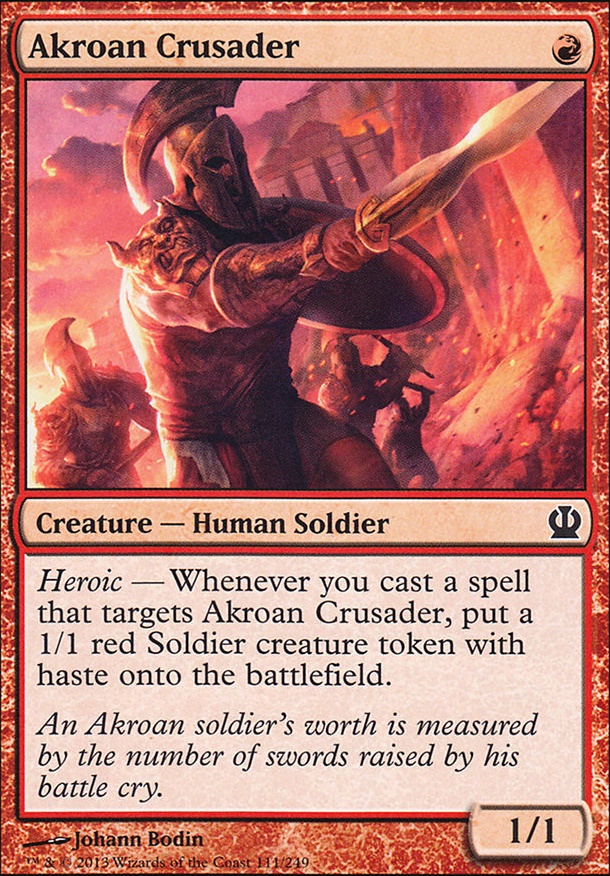 Akroan Crusader
Creature — Human Soldier
Heroic — Whenever you cast a spell
that targets Akroan Crusader, put a
1/1 red Soldier creature token with
haste onto the battlefield.
An Akroan soldier's worth is measured
by the number of swords raised by his
battle cry.
1/1
Johann Bodin
™ & © 2013 Wizards of the Coast 111/249